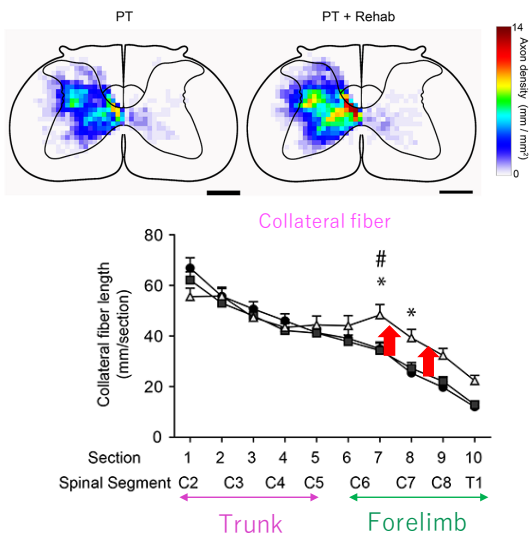 PT
PT + Rehab
14
0
Axon density (mm / mm²)
Collateral fiber
80
60
40
20
0
Collateral fiber length
(mm/section)
#
*
*
Section 1 2 3 4 5 6 7 8 9 10
Spinal Segment C2 C3 C4 C5 C6 C7 C8 T1
Trunk Forelimb